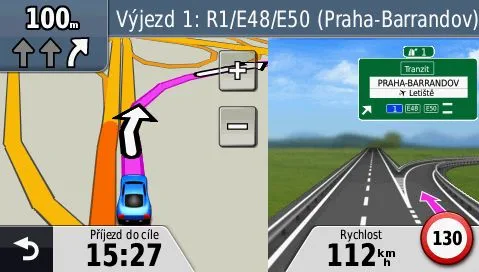 100m
Výjezd 1: R1/E48/E50 (Praha-Barrandov)
1
Tranzit
PRAHA-BARRANDOV
Letiště
1 E48 E50
Příjezd do cíle
15:27
Rychlost
112 km/h
130